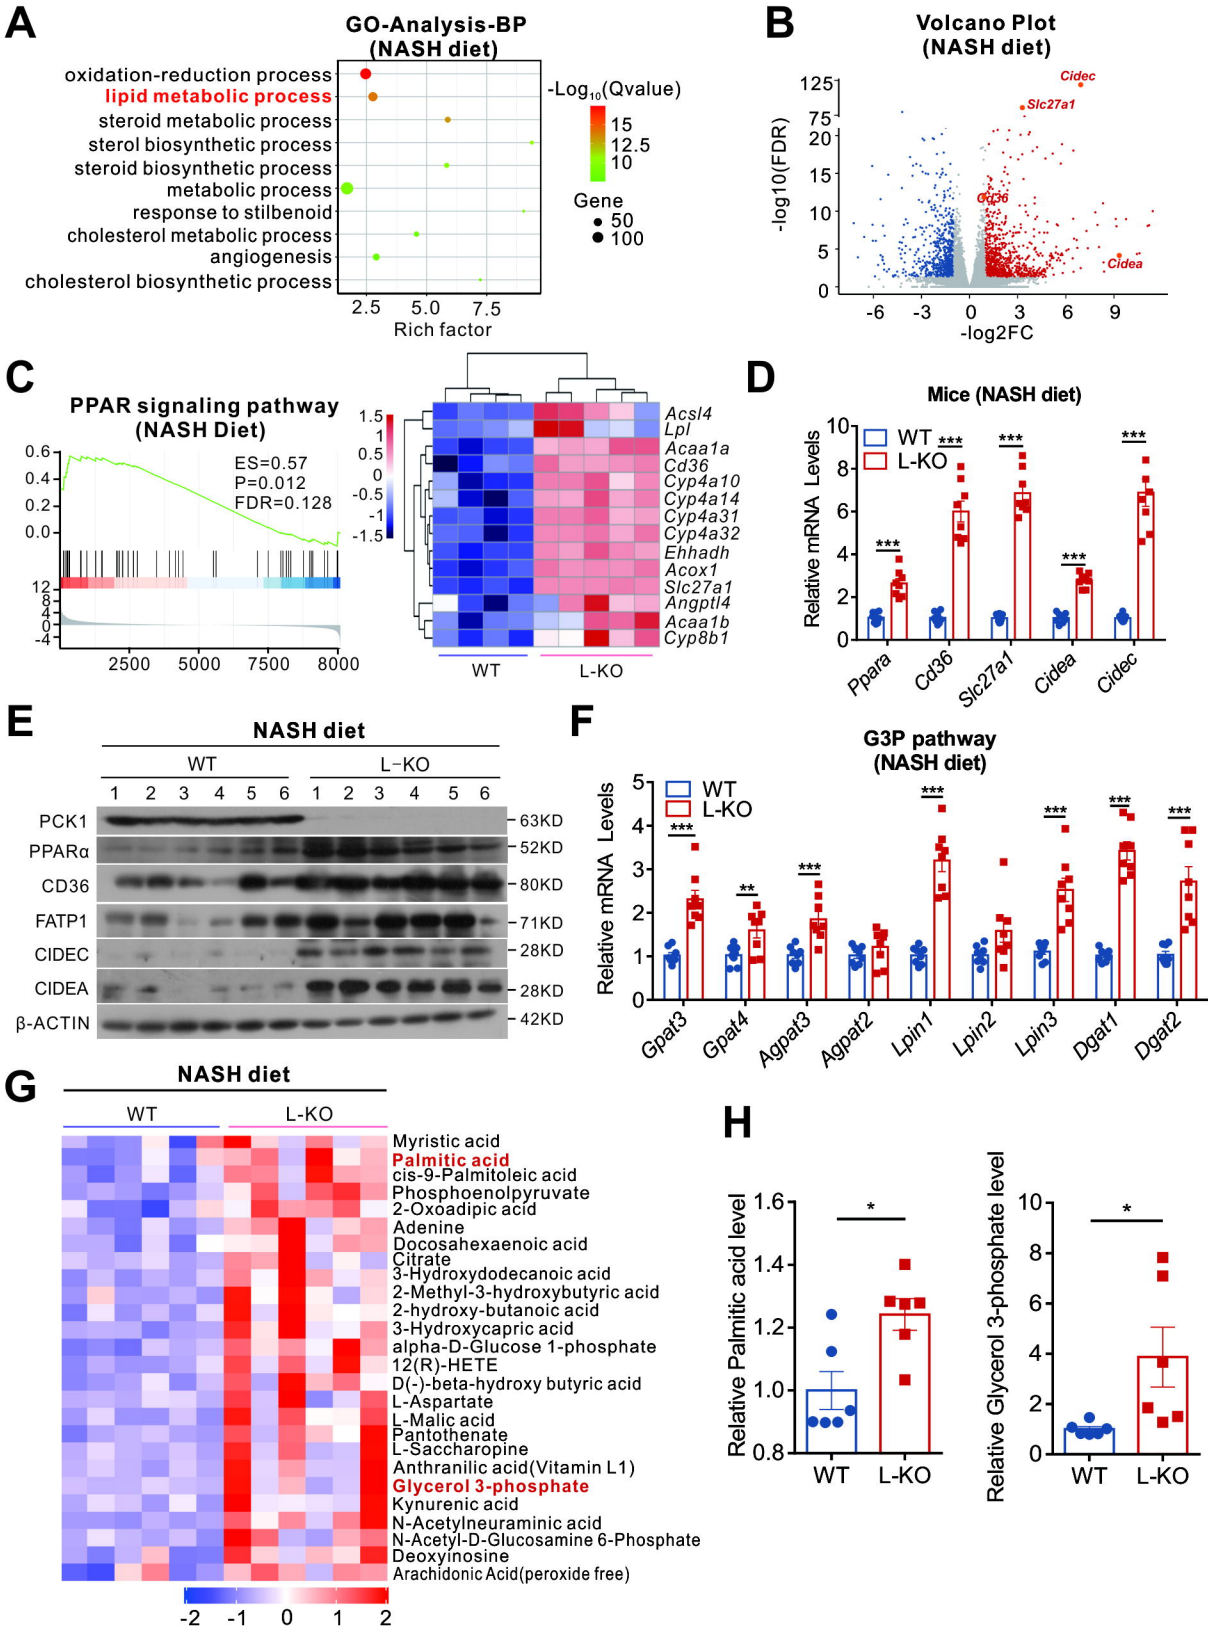 A
GO-Analysis-BP
(NASH diet)
oxidation-reduction process
lipid metabolic process
steroid metabolic process
sterol biosynthetic process
steroid biosynthetic process
metabolic process
response to stilbenoid
cholesterol metabolic process
angiogenesis
cholesterol biosynthetic process
2.5 5.0 7.5
Rich factor
-Log10(Qvalue)
15
12
10
Gene
50
100
B
Volcano Plot
(NASH diet)
-log10(FDR)
125
75
20
15
10
5
0
Cidec
Slc27a1
Cd36
Cidea
-6 -3 0 3 6 9
-log2FC
C
PPAR signaling pathway
(NASH Diet)
0.6
0.4
0.2
0.0
ES=0.57
P=0.012
FDR=0.128
12
8
4
0
-4
2500 5000 7500 8000
1.5
1
0.5
0
-0.5
-1
-1.5
Acsl4
Lpl
Acaa1a
Cd36
Cyp4a10
Cyp4a14
Cyp4a31
Cyp4a32
Ehhadh
Acox1
Slc27a1
Angptl4
Acaa1b
Cyp8b1
WT L-KO
D
Mice (NASH diet)
Relative mRNA Levels
10
8
6
4
2
0
WT
L-KO
*** *** *** *** ***
Ppara Cd36 Slc27a1 Cidea Cidec
E
NASH diet
WT L-KO
1 2 3 4 5 6 1 2 3 4 5 6
PCK1 63KD
PPARα 52KD
CD36 80KD
FATP1 71KD
CIDEC 28KD
CIDEA 28KD
β-ACTIN 42KD
F
G3P pathway
(NASH diet)
Relative mRNA Levels
5
4
3
2
1
0
WT
L-KO
*** ** *** *** *** *** ***
Gpat3 Gpat4 Agpat3 Agpat2 Lpin1 Lpin2 Lpin3 Dgat1 Dgat2
G
NASH diet
WT L-KO
Myristic acid
Palmitic acid
cis-9-Palmitoleic acid
Phosphoenolpyruvate
2-Oxoadipic acid
Adenine
Docosahexaenoic acid
Citrate
3-Hydroxydodecanoic acid
2-Methyl-3-hydroxybutyric acid
2-hydroxy-butanoic acid
3-Hydroxycapric acid
alpha-D-Glucose 1-phosphate
12(R)-HETE
D(-)-beta-hydroxy butyric acid
L-Aspartate
L-Malic acid
Pantothenate
L-Saccharopine
Anthranilic acid(Vitamin L1)
Glycerol 3-phosphate
Kynurenic acid
N-Acetylneuraminic acid
N-Acetyl-D-Glucosamine 6-Phosphate
Deoxyinosine
Arachidonic Acid(peroxide free)
-2 -1 0 1 2
H
Relative Palmitic acid level
1.6
1.4
1.2
1.0
0.8
*
WT L-KO
Relative Glycerol 3-phosphate level
10
8
6
4
2
0
*
WT L-KO